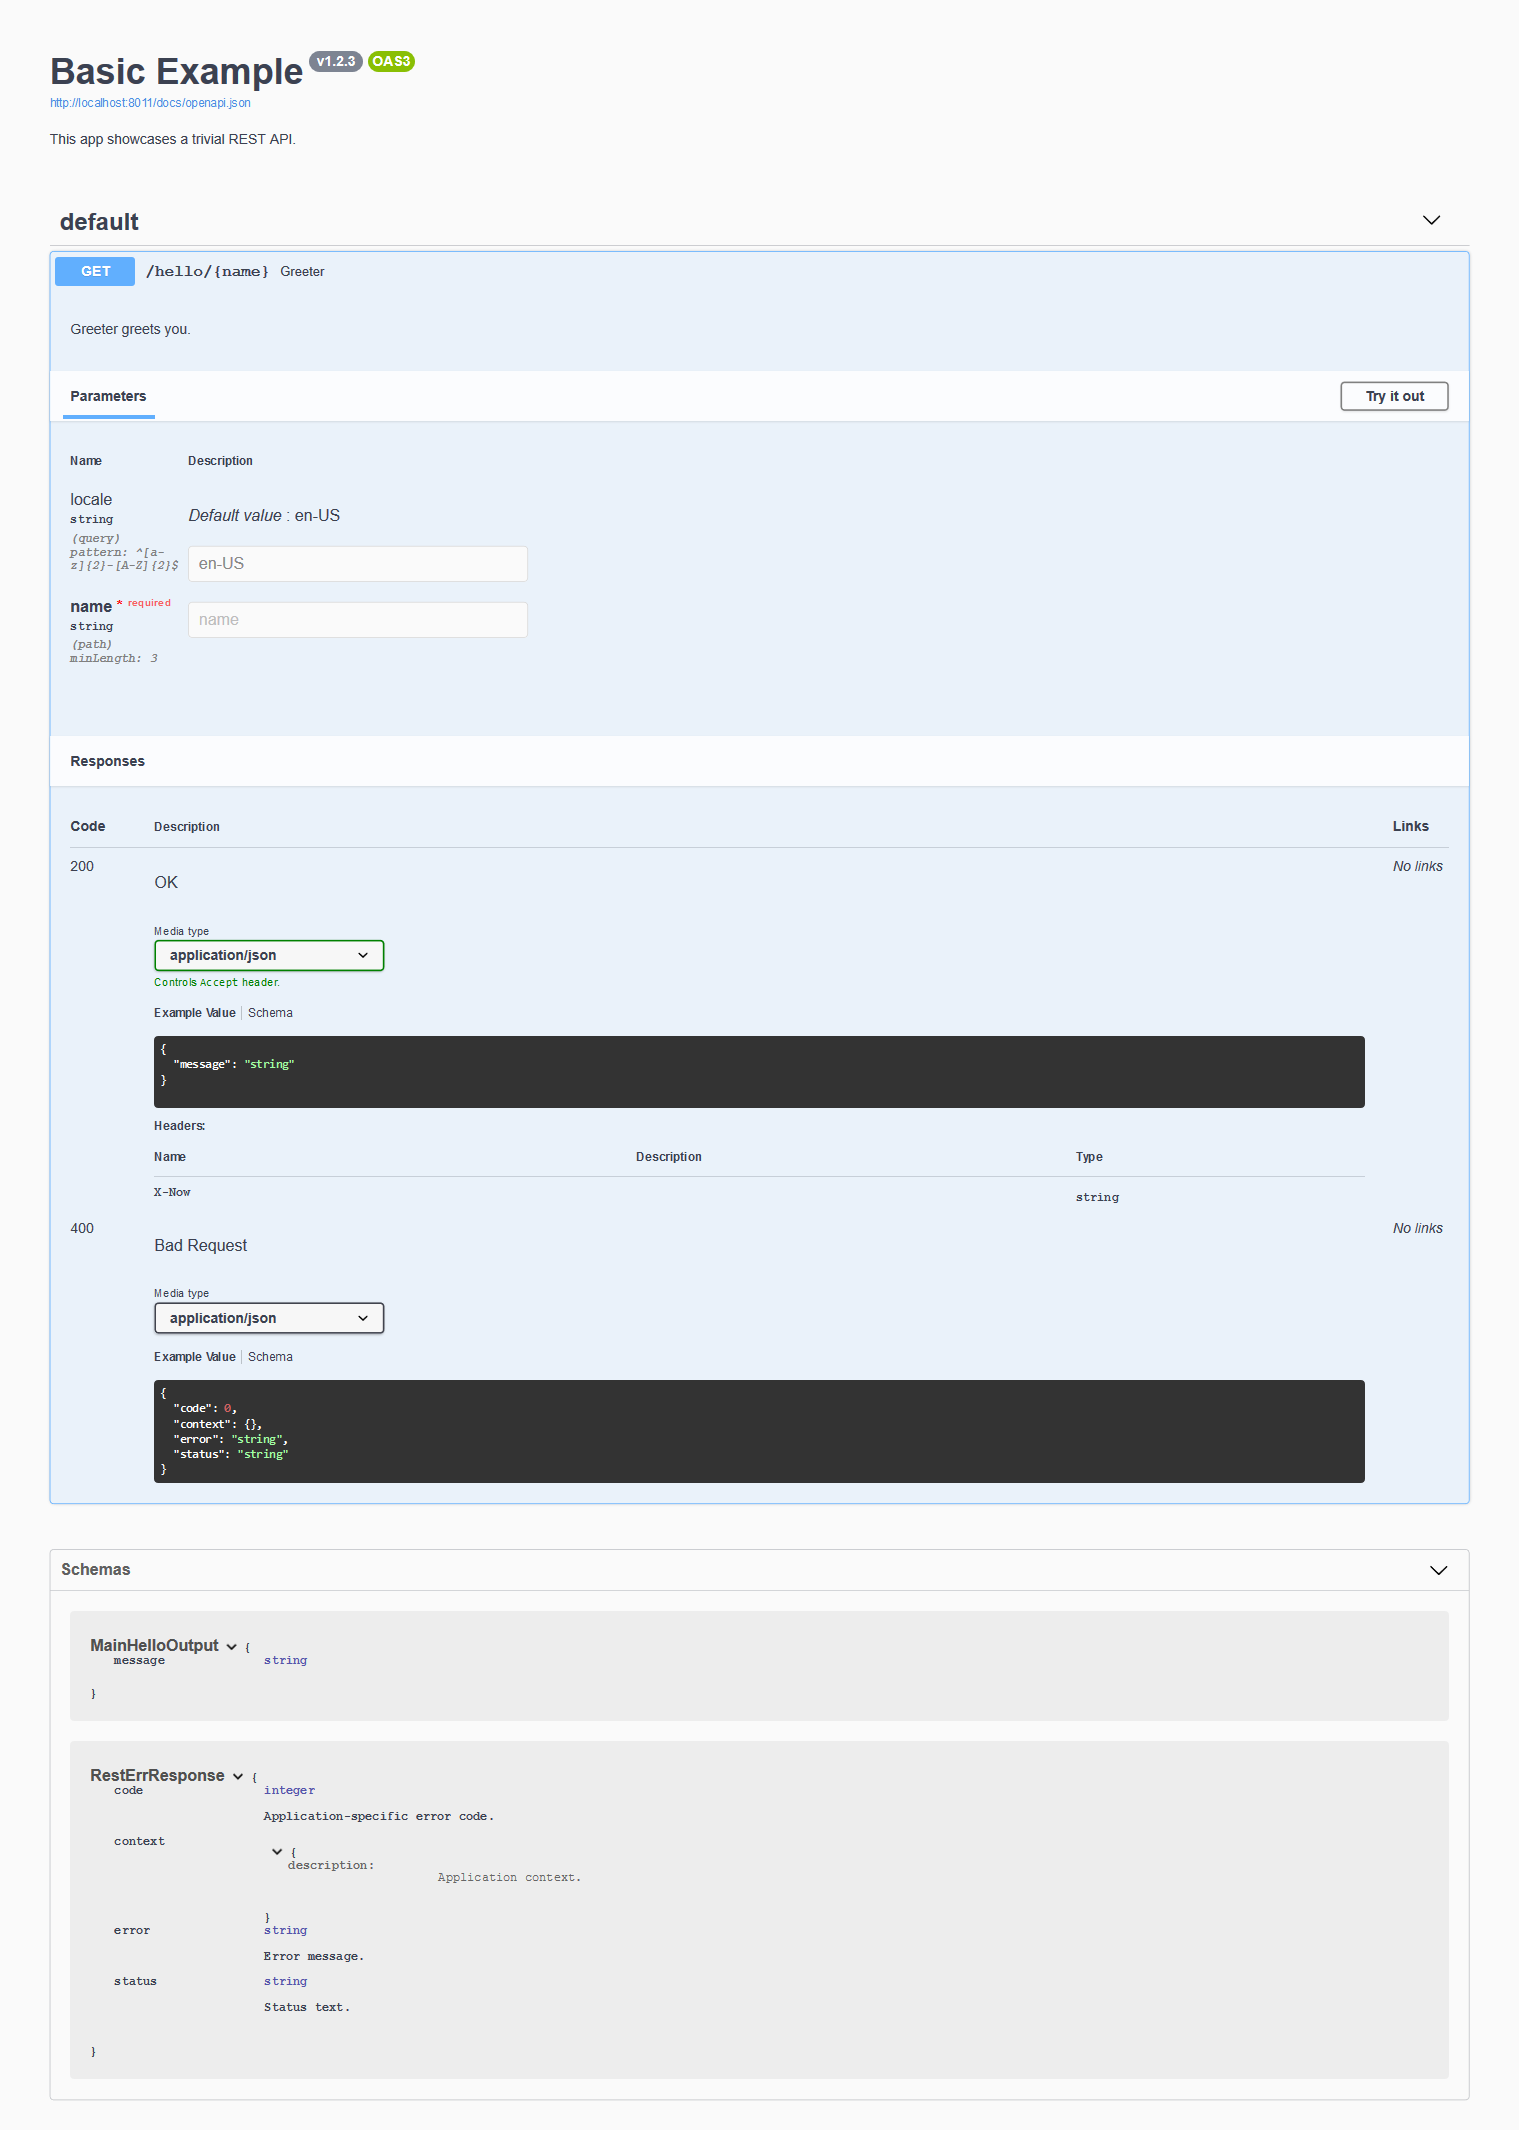 Basic Example v1.2.3 OAS3
http://localhost:8011/docs/openapi.json
This app showcases a trivial REST API.
default
GET /hello/{name} Greeter
Greeter greets you.
Parameters Try it out
Name Description
locale
string
(query)
pattern: ^[a-
z]{2}-[A-Z]{2}$
Default value : en-US
en-US
name * required
string
(path)
minLength: 3
name
Responses
Code Description Links
200 No links
OK
Media type
application/json
Controls Accept header.
Example Value Schema
{
"message": "string"
}
Headers:
Name Description Type
X-Now string
400 No links
Bad Request
Media type
application/json
Example Value Schema
{
"code": 0,
"context": {},
"error": "string",
"status": "string"
}
Schemas
MainHelloOutput {
message string
}
RestErrResponse {
code integer
Application-specific error code.
context
{
description:
Application context.
}
error string
Error message.
status string
Status text.
}